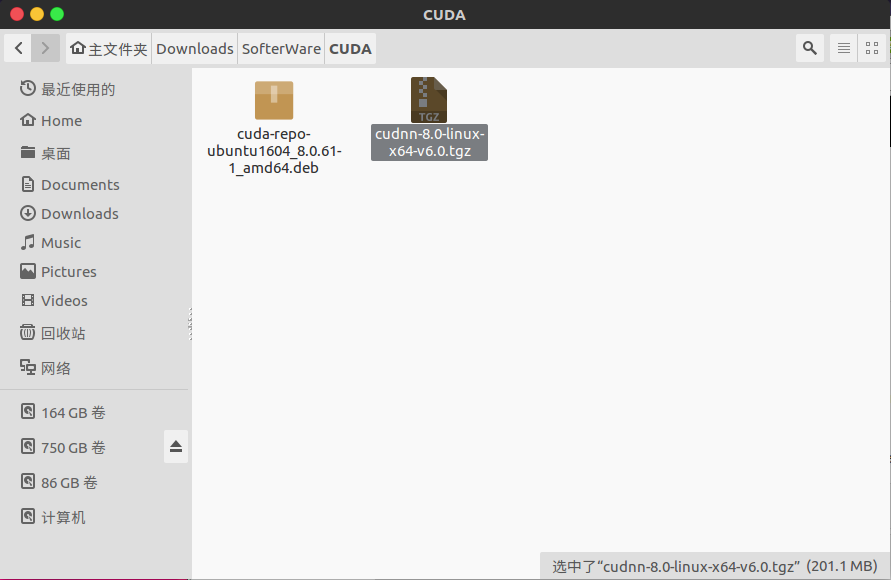 CUDA
主文件夹 Downloads SofterWare CUDA
最近使用的
Home
桌面
Documents
Downloads
Music
Pictures
Videos
回收站
网络
164 GB 卷
750 GB 卷
86 GB 卷
计算机
cuda-repo-
ubuntu1604_8.0.61-
1_amd64.deb
TGZ
cudnn-8.0-linux-
x64-v6.0.tgz
选中了“cudnn-8.0-linux-x64-v6.0.tgz” (201.1 MB)